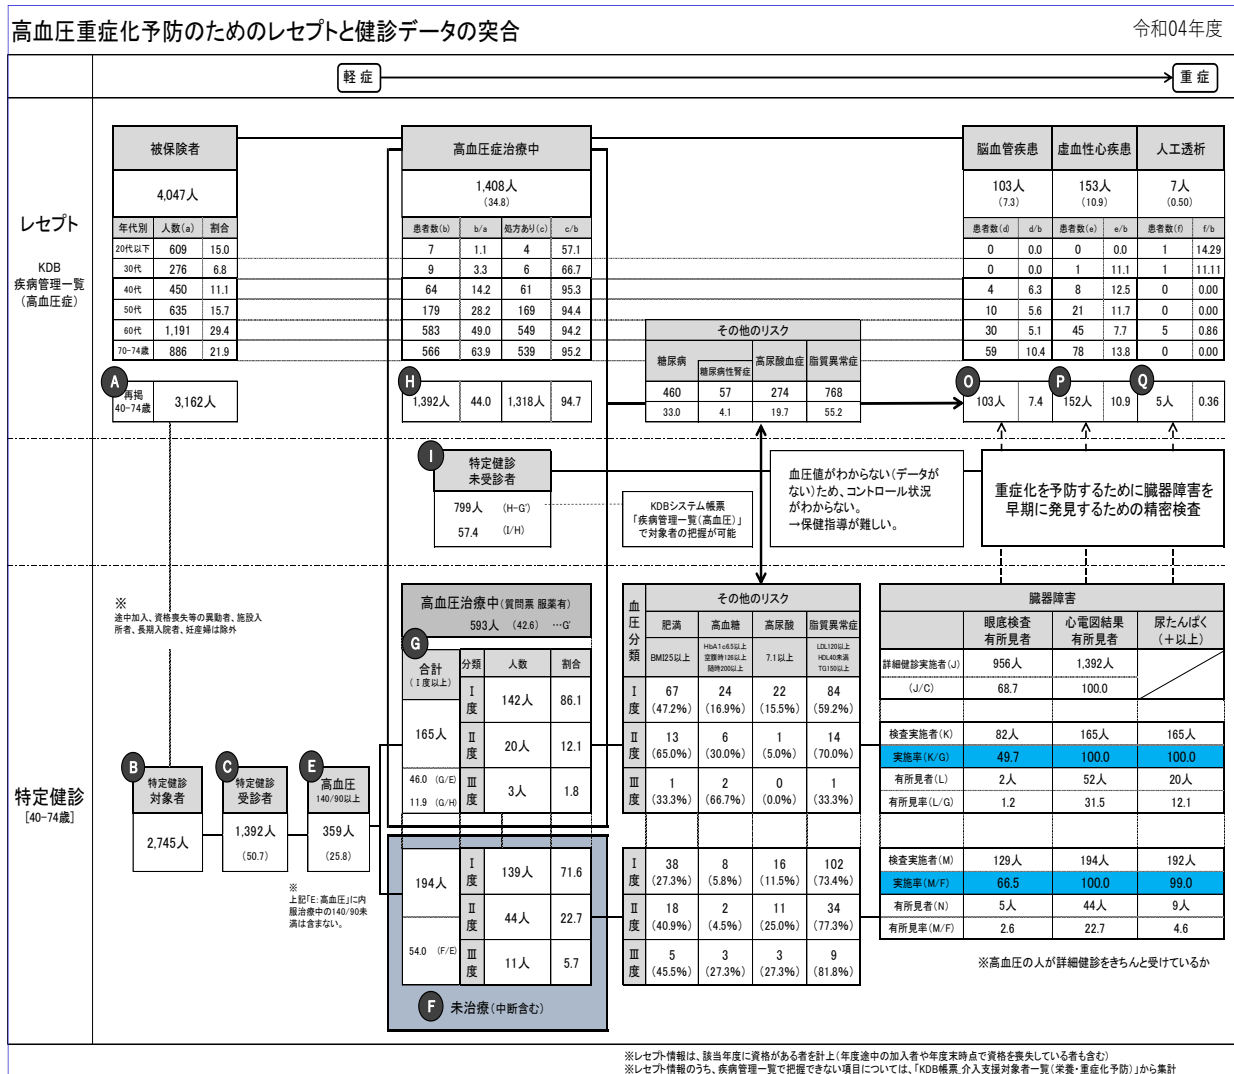 高血圧重症化予防のためのレセプトと健診データの突合
令和04年度
軽症
重症
レセプト
KDB
疾病管理一覧
（高血圧症）
被保険者
4,047人
年代別 人数(a) 割合
20代以下 609 15.0
30代 276 6.8
40代 450 11.1
50代 635 15.7
60代 1,191 29.4
70-74歳 886 21.9
A
再掲
40-74歳
3,162人
高血圧症治療中
1,408人
(34.8)
患者数(b) b/a 処方あり(c) c/b
7 1.1 4 57.1
9 3.3 6 66.7
64 14.2 61 95.3
179 28.2 169 94.4
583 49.0 549 94.2
566 63.9 539 95.2
H
1,392人 44.0 1,318人 94.7
その他のリスク
糖尿病 糖尿病性腎症 高尿酸血症 脂質異常症
460 57 274 768
33.0 4.1 19.7 55.2
脳血管疾患 虚血性心疾患 人工透析
103人 153人 7人
(7.3) (10.9) (0.50)
患者数(d) d/b 患者数(e) e/b 患者数(f) f/b
0 0.0 0 0.0 1 14.29
0 0.0 1 11.1 1 11.11
4 6.3 8 12.5 0 0.00
10 5.6 21 11.7 0 0.00
30 5.1 45 7.7 5 0.86
59 10.4 78 13.8 0 0.00
O P Q
103人 7.4 152人 10.9 5人 0.36
I
特定健診
未受診者
799人 (H-G')
57.4 (I/H)
KDBシステム帳票
「疾病管理一覧(高血圧)」
で対象者の把握が可能
血圧値がわからない（データが
ない）ため、コントロール状況
がわからない。
→保健指導が難しい。
重症化を予防するために臓器障害を
早期に発見するための精密検査
特定健診
[40-74歳]
※
途中加入、資格喪失等の異動者、施設入
所者、長期入院者、妊産婦は除外
B
特定健診
対象者
2,745人
C
特定健診
受診者
1,392人
(50.7)
E
高血圧
140/90以上
359人
(25.8)
※
上記「E:高血圧」に内
服治療中の140/90未
満は含まない。
高血圧治療中(質問票 服薬有)
593人 (42.6) …G'
G
合計
(Ⅰ度以上)
分類 人数 割合
165人
46.0 (G/E)
11.9 (G/H)
Ⅰ度 142人 86.1
Ⅱ度 20人 12.1
Ⅲ度 3人 1.8
194人
54.0 (F/E)
Ⅰ度 139人 71.6
Ⅱ度 44人 22.7
Ⅲ度 11人 5.7
F 未治療(中断含む)
血圧分類
その他のリスク
肥満 高血糖 高尿酸 脂質異常症
BMI25以上
HbA1c6.5以上
空腹時126以上
随時200以上
7.1以上
LDL120以上
HDL40未満
TG150以上
Ⅰ度 67 24 22 84
(47.2%) (16.9%) (15.5%) (59.2%)
Ⅱ度 13 6 1 14
(65.0%) (30.0%) (5.0%) (70.0%)
Ⅲ度 1 2 0 1
(33.3%) (66.7%) (0.0%) (33.3%)
Ⅰ度 38 8 16 102
(27.3%) (5.8%) (11.5%) (73.4%)
Ⅱ度 18 2 11 34
(40.9%) (4.5%) (25.0%) (77.3%)
Ⅲ度 5 3 3 9
(45.5%) (27.3%) (27.3%) (81.8%)
臓器障害
眼底検査
有所見者
心電図結果
有所見者
尿たんぱく
（＋以上）
詳細健診実施者(J) 956人 1,392人
(J/C) 68.7 100.0
検査実施者(K) 82人 165人 165人
実施率(K/G) 49.7 100.0 100.0
有所見者(L) 2人 52人 20人
有所見率(L/G) 1.2 31.5 12.1
検査実施者(M) 129人 194人 192人
実施率(M/F) 66.5 100.0 99.0
有所見者(N) 5人 44人 9人
有所見率(M/F) 2.6 22.7 4.6
※高血圧の人が詳細健診をきちんと受けているか
※レセプト情報は、該当年度に資格がある者を計上(年度途中の加入者や年度末時点で資格を喪失している者も含む)
※レセプト情報のうち、疾病管理一覧で把握できない項目については、「KDB帳票_介入支援対象者一覧(栄養・重症化予防)」から集計